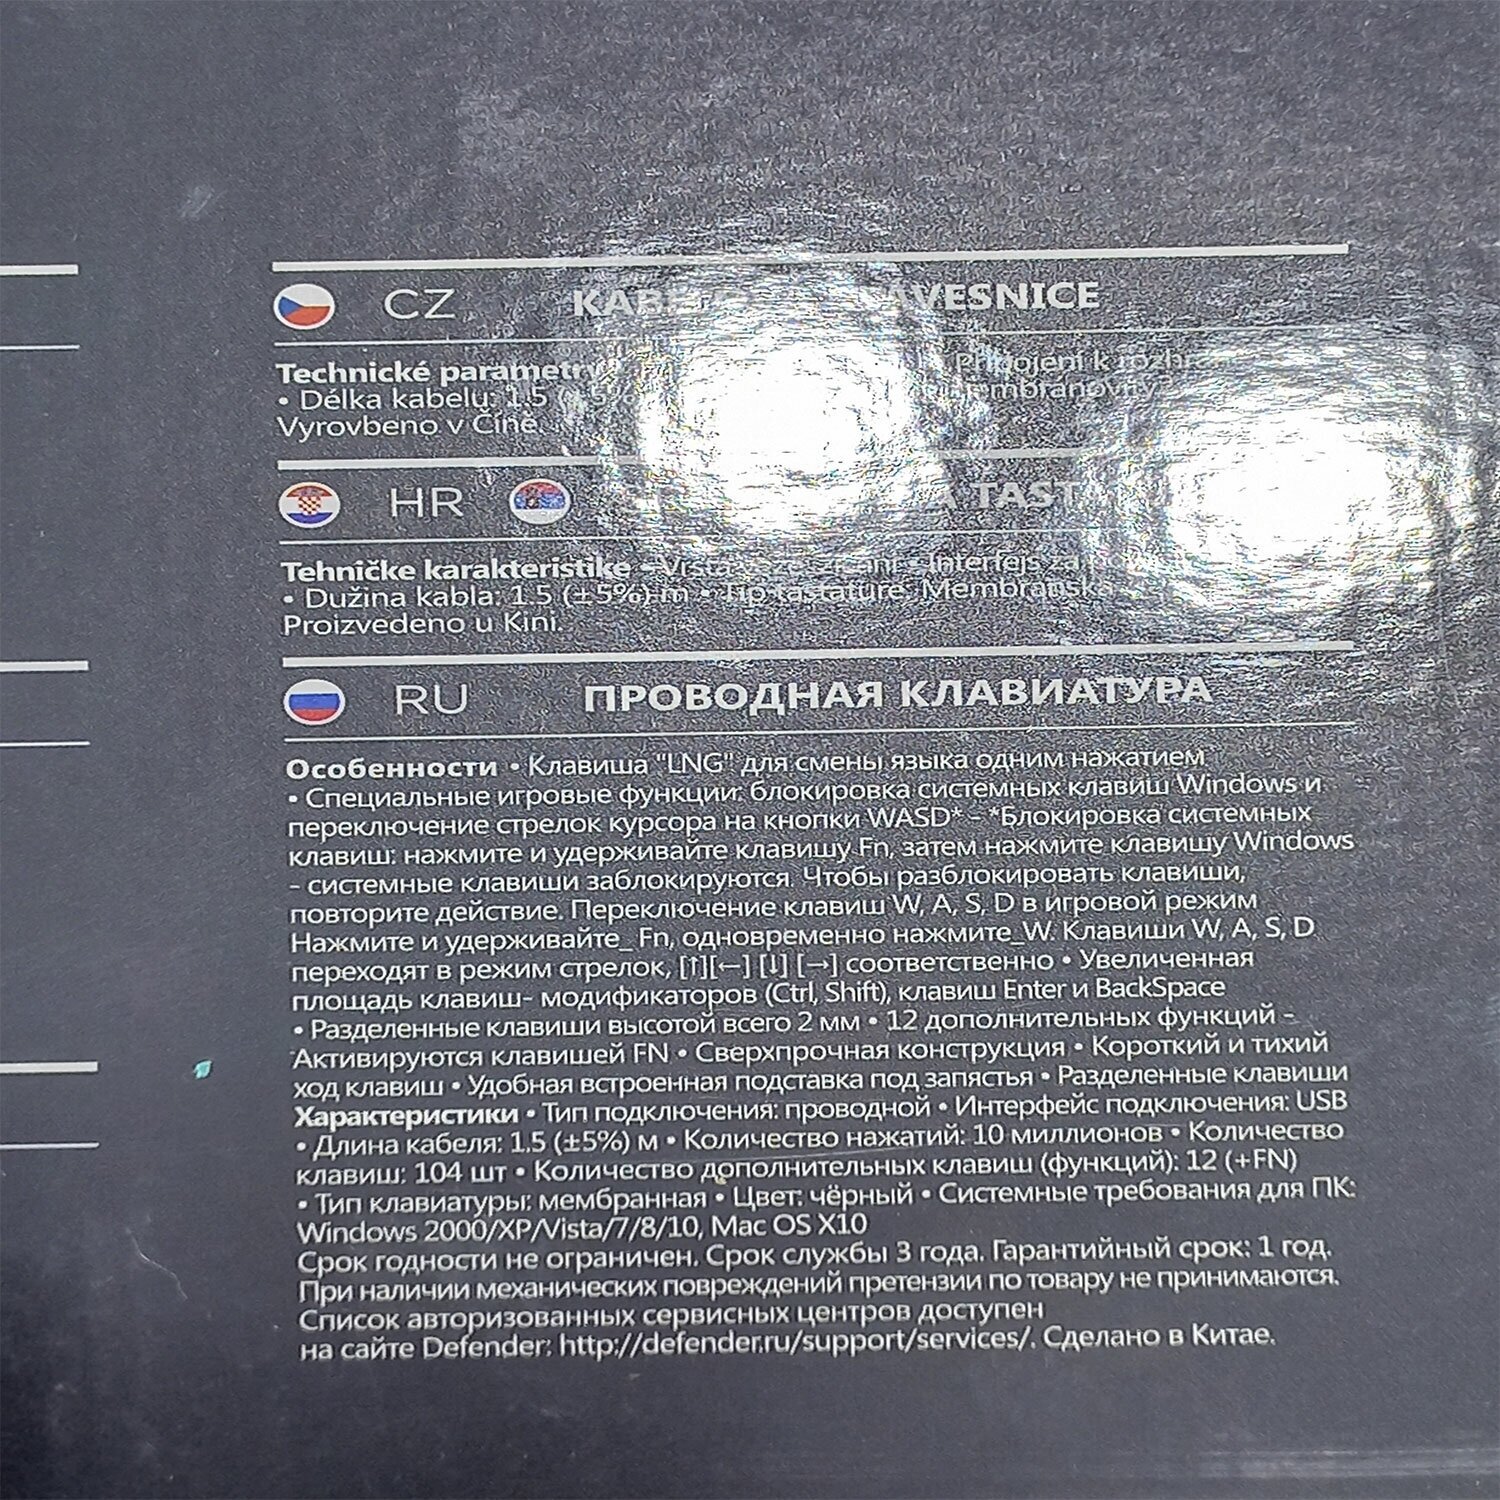 CZ
Technické parametry
• Délka kabelu: 1.5
Vyrovbeno v Číně.
HR
Tehničke karakteristike
• Dužina kabla: 1.5 (±5%) m • Tip tastature: Membranska
Proizvedeno u Kini.
RU ПРОВОДНАЯ КЛАВИАТУРА
Особенности • Клавиша "LNG" для смены языка одним нажатием
• Специальные игровые функции: блокировка системных клавиш Windows и
переключение стрелок курсора на кнопки WASD* - *Блокировка системных
клавиш: нажмите и удерживайте клавишу Fn, затем нажмите клавишу Windows
- системные клавиши заблокируются. Чтобы разблокировать клавиши,
повторите действие. Переключение клавиш W, A, S, D в игровой режим
Нажмите и удерживайте_ Fn, одновременно нажмите_W. Клавиши W, A, S, D
переходят в режим стрелок, [↑][←] [↓] [→] соответственно • Увеличенная
площадь клавиш- модификаторов (Ctrl, Shift), клавиш Enter и BackSpace
• Разделенные клавиши высотой всего 2 мм • 12 дополнительных функций -
Активируются клавишей FN • Сверхпрочная конструкция • Короткий и тихий
ход клавиш • Удобная встроенная подставка под запястья • Разделенные клавиши
Характеристики • Тип подключения: проводной • Интерфейс подключения: USB
• Длина кабеля: 1.5 (±5%) м • Количество нажатий: 10 миллионов • Количество
клавиш: 104 шт • Количество дополнительных клавиш (функций): 12 (+FN)
• Тип клавиатуры: мембранная • Цвет: чёрный • Системные требования для ПК:
Windows 2000/XP/Vista/7/8/10, Mac OS X10
Срок годности не ограничен. Срок службы 3 года. Гарантийный срок: 1 год.
При наличии механических повреждений претензии по товару не принимаются.
Список авторизованных сервисных центров доступен
на сайте Defender: http://defender.ru/support/services/. Сделано в Китае.